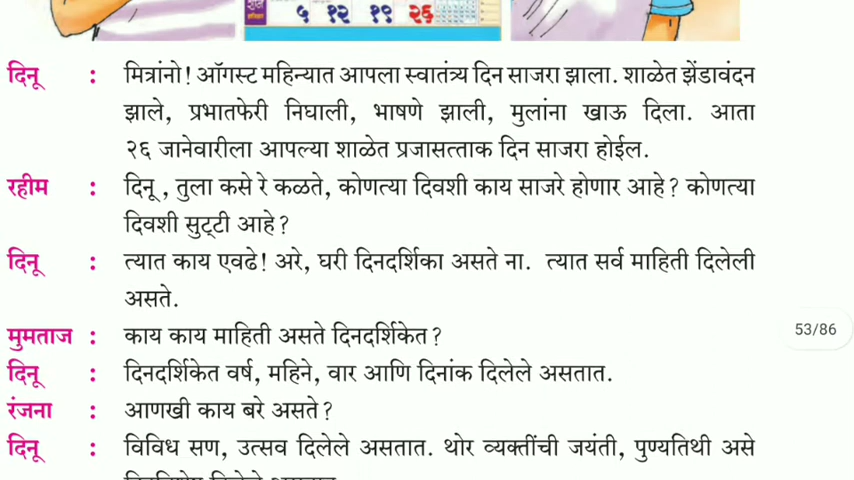 ५ १२ १९ २६
दिनू : मित्रांनो! ऑगस्ट महिन्यात आपला स्वातंत्र्य दिन साजरा झाला. शाळेत झेंडावंदन
झाले, प्रभातफेरी निघाली, भाषणे झाली, मुलांना खाऊ दिला. आता
२६ जानेवारीला आपल्या शाळेत प्रजासत्ताक दिन साजरा होईल.
रहीम : दिनू , तुला कसे रे कळते, कोणत्या दिवशी काय साजरे होणार आहे? कोणत्या
दिवशी सुट्टी आहे?
दिनू : त्यात काय एवढे! अरे, घरी दिनदर्शिका असते ना. त्यात सर्व माहिती दिलेली
असते.
53/86
मुमताज : काय काय माहिती असते दिनदर्शिकेत?
दिनू : दिनदर्शिकेत वर्ष, महिने, वार आणि दिनांक दिलेले असतात.
रंजना : आणखी काय बरे असते?
दिनू : विविध सण, उत्सव दिलेले असतात. थोर व्यक्तींची जयंती, पुण्यतिथी असे